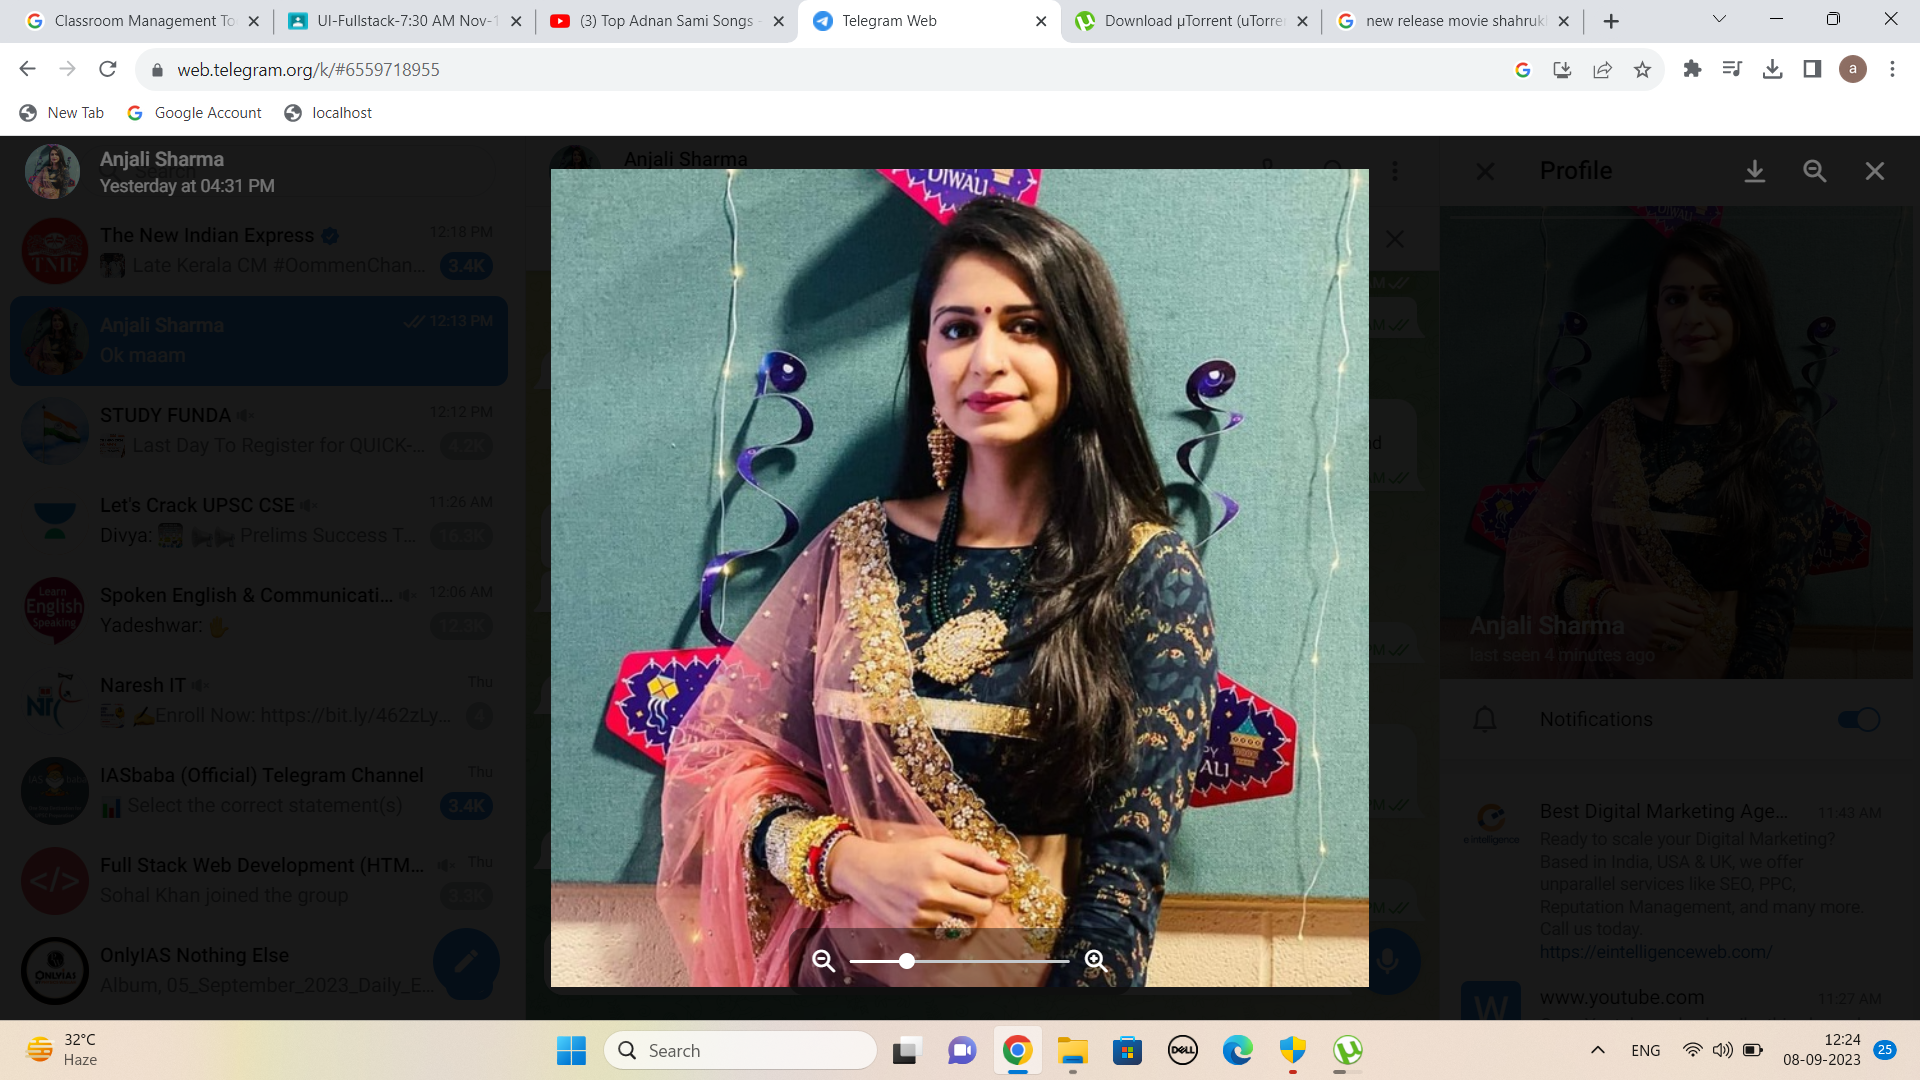 Classroom Management To
UI-Fullstack-7:30 AM Nov-1
(3) Top Adnan Sami Songs -
Telegram Web
Download µTorrent (uTorre
new release movie shahruk
web.telegram.org/k/#6559718955
a
New Tab
Google Account
localhost
Anjali Sharma
Yesterday at 04:31 PM
Search
The New Indian Express
12:18 PM
TNIE
Late Kerala CM #OommenChan...
3.4K
Anjali Sharma
12:13 PM
Ok maam
STUDY FUNDA
12:12 PM
Last Day To Register for QUICK-...
4.2K
Let's Crack UPSC CSE
11:26 AM
Divya:
Prelims Success T...
16.3K
Learn
English
Speaking
Spoken English & Communicati...
12:06 AM
Yadeshwar:
12.3K
Naresh IT
Thu
Enroll Now: https://bit.ly/462zLy...
4
IASbaba (Official) Telegram Channel
Thu
Select the correct statement(s)
3.4K
Full Stack Web Development (HTM...
Thu
Sohal Khan joined the group
3.3K
OnlyIAS Nothing Else
ONLYIAS
Album, 05_September_2023_Daily_E...
Anjali Sharma
DIWALI
ALI
Profile
Anjali Sharma
last seen 4 minutes ago
Notifications
Best Digital Marketing Age...
11:43 AM
Ready to scale your Digital Marketing?
Based in India, USA & UK, we offer
unparallel services like SEO, PPC,
Reputation Management, and many more.
Call us today.
https://eintelligenceweb.com/
W
www.youtube.com
11:27 AM
32°C
Haze
Search
DELL
ENG
12:24
08-09-2023
25